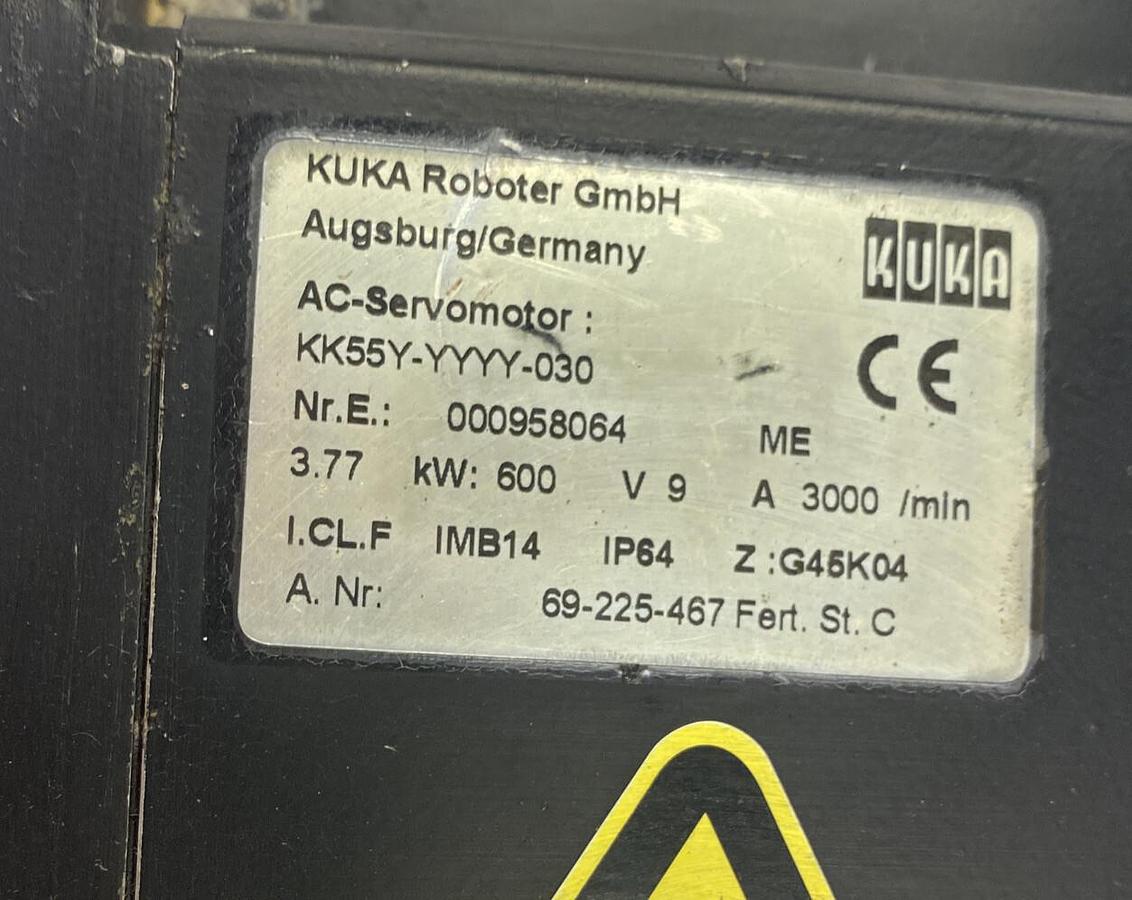 KUKA Roboter GmbH
Augsburg/Germany
KUKA
AC-Servomotor :
CE
KK55Y-YYYY-030
Nr.E.: 000958064 ME
3.77 kW: 600 V 9 A 3000 /min
I.CL.F IMB14 IP64 Z :G45K04
A. Nr: 69-225-467 Fert. St. C